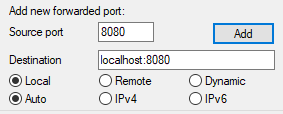 Add new forwarded port:
Source port 8080 Add
Destination localhost:8080
Local Remote Dynamic
Auto IPv4 IPv6